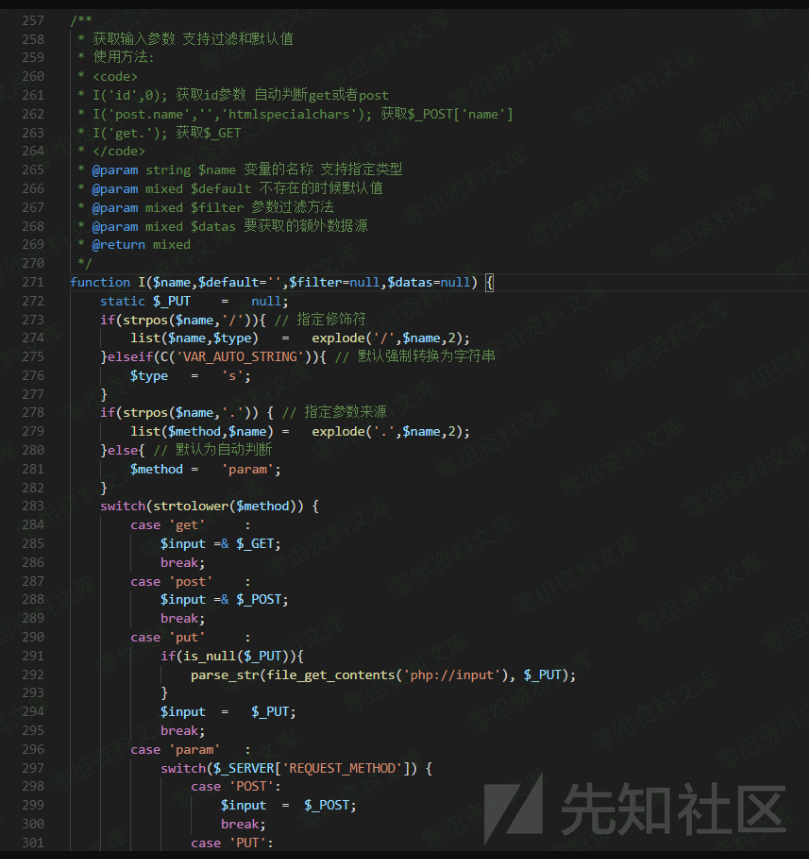 257 /**
258  * 获取输入参数 支持过滤和默认值
259  * 使用方法:
260  * <code>
261  * I('id',0); 获取id参数 自动判断get或者post
262  * I('post.name','','htmlspecialchars'); 获取$_POST['name']
263  * I('get.'); 获取$_GET
264  * </code>
265  * @param string $name 变量的名称 支持指定类型
266  * @param mixed $default 不存在的时候默认值
267  * @param mixed $filter 参数过滤方法
268  * @param mixed $datas 要获取的额外数据源
269  * @return mixed
270  */
271 function I($name,$default='',$filter=null,$datas=null) {
272     static $_PUT    =   null;
273     if(strpos($name,'/')){ // 指定修饰符
274         list($name,$type)   =   explode('/',$name,2);
275     }elseif(C('VAR_AUTO_STRING')){ // 默认强制转换为字符串
276         $type   =   's';
277     }
278     if(strpos($name,'.')) { // 指定参数来源
279         list($method,$name) =   explode('.',$name,2);
280     }else{ // 默认为自动判断
281         $method =   'param';
282     }
283     switch(strtolower($method)) {
284         case 'get'     :
285             $input =& $_GET;
286             break;
287         case 'post'    :
288             $input =& $_POST;
289             break;
290         case 'put'     :
291             if(is_null($_PUT)){
292                 parse_str(file_get_contents('php://input'), $_PUT);
293             }
294             $input  =   $_PUT;
295             break;
296         case 'param'   :
297             switch($_SERVER['REQUEST_METHOD']) {
298                 case 'POST':
299                     $input  =  $_POST;
300                     break;
301                 case 'PUT':
先知社区
零组资料文库